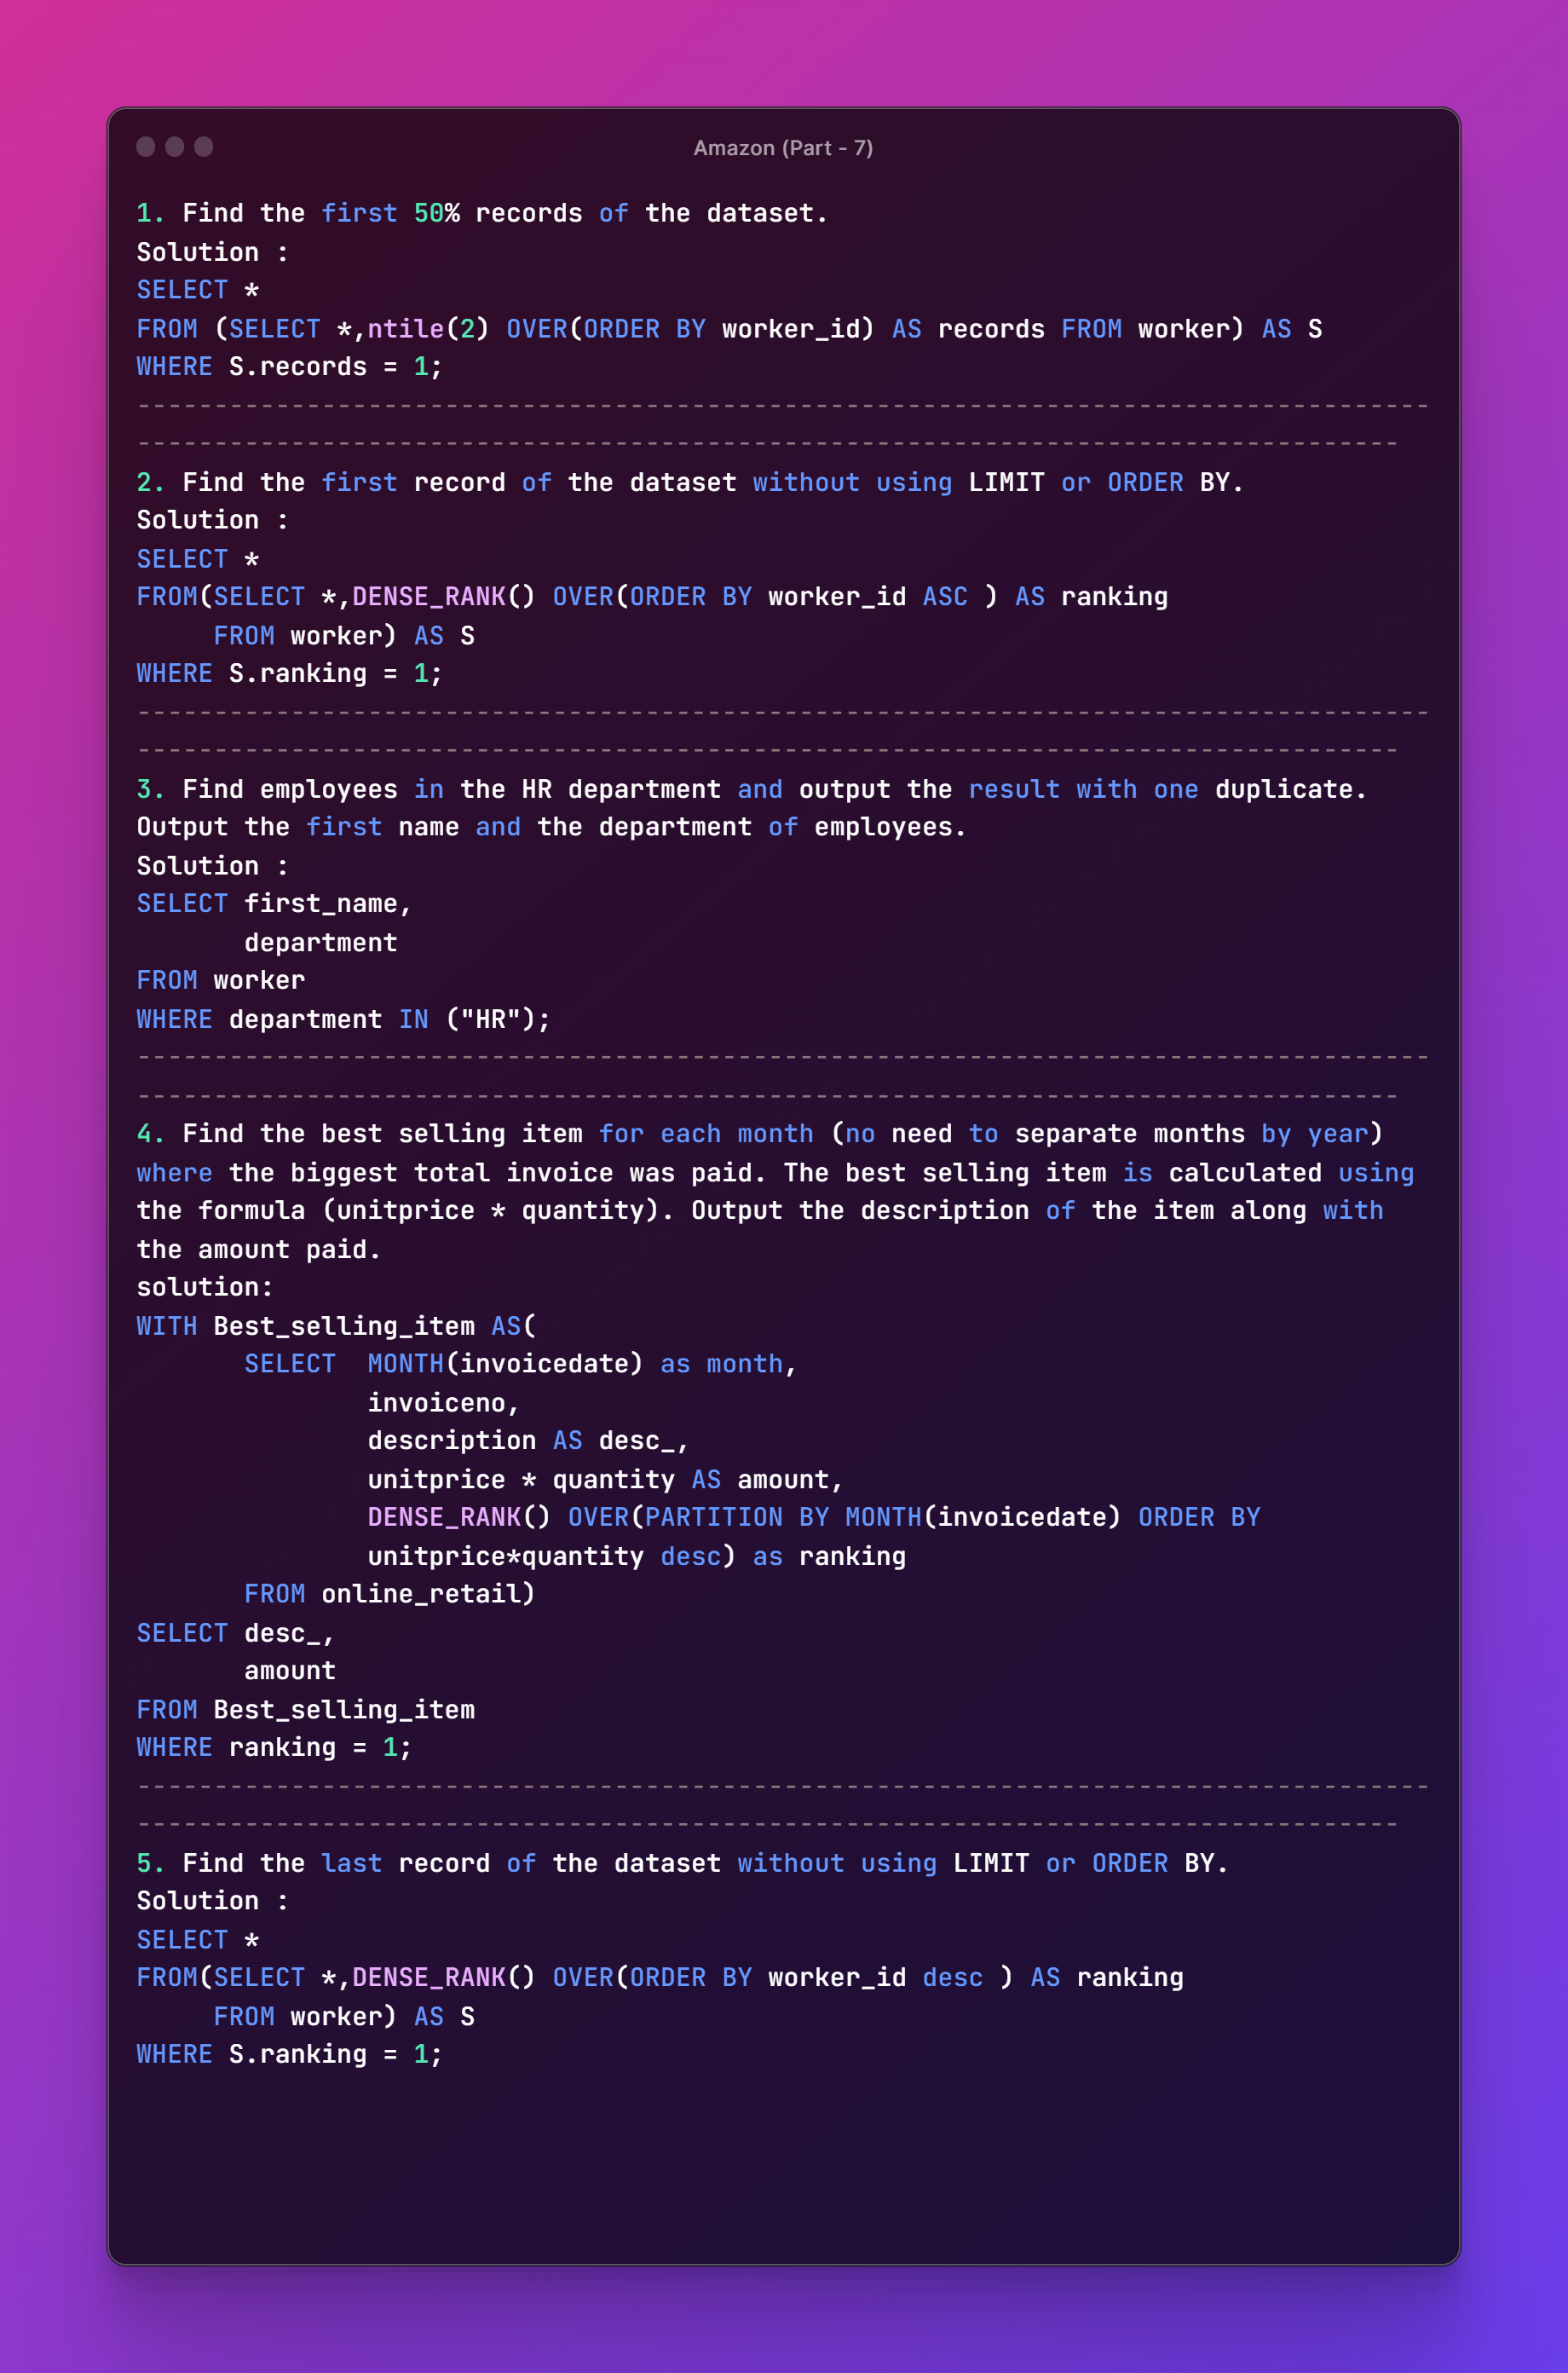 Amazon (Part - 7)
1. Find the first 50% records of the dataset.
Solution :
SELECT *
FROM (SELECT *,ntile(2) OVER(ORDER BY worker_id) AS records FROM worker) AS S
WHERE S.records = 1;
------------------------------------------------------------------------------------
----------------------------------------------------------------------------------
2. Find the first record of the dataset without using LIMIT or ORDER BY.
Solution :
SELECT *
FROM(SELECT *,DENSE_RANK() OVER(ORDER BY worker_id ASC ) AS ranking
     FROM worker) AS S
WHERE S.ranking = 1;
------------------------------------------------------------------------------------
----------------------------------------------------------------------------------
3. Find employees in the HR department and output the result with one duplicate.
Output the first name and the department of employees.
Solution :
SELECT first_name,
       department
FROM worker
WHERE department IN ("HR");
------------------------------------------------------------------------------------
----------------------------------------------------------------------------------
4. Find the best selling item for each month (no need to separate months by year)
where the biggest total invoice was paid. The best selling item is calculated using
the formula (unitprice * quantity). Output the description of the item along with
the amount paid.
solution:
WITH Best_selling_item AS(
       SELECT  MONTH(invoicedate) as month,
               invoiceno,
               description AS desc_,
               unitprice * quantity AS amount,
               DENSE_RANK() OVER(PARTITION BY MONTH(invoicedate) ORDER BY
               unitprice*quantity desc) as ranking
       FROM online_retail)
SELECT desc_,
       amount
FROM Best_selling_item
WHERE ranking = 1;
------------------------------------------------------------------------------------
----------------------------------------------------------------------------------
5. Find the last record of the dataset without using LIMIT or ORDER BY.
Solution :
SELECT *
FROM(SELECT *,DENSE_RANK() OVER(ORDER BY worker_id desc ) AS ranking
     FROM worker) AS S
WHERE S.ranking = 1;